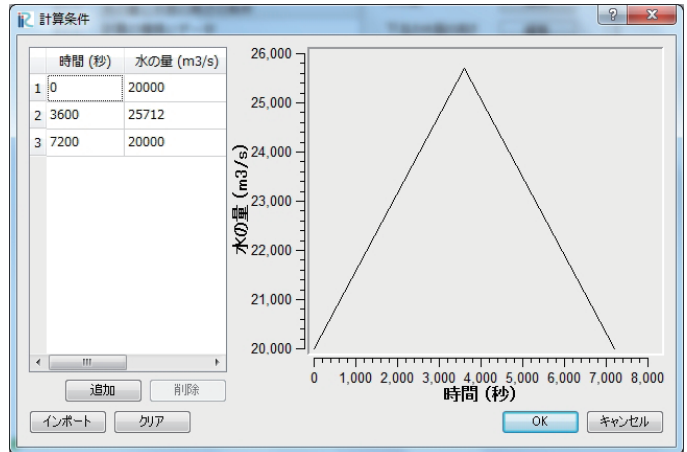 計算条件
時間 (秒) 水の量 (m3/s)
1 0 20000
2 3600 25712
3 7200 20000
追加 削除
インポート クリア
水の量 (m3/s)
26,000
25,000
24,000
23,000
22,000
21,000
20,000
0 1,000 2,000 3,000 4,000 5,000 6,000 7,000 8,000
時間 (秒)
OK キャンセル